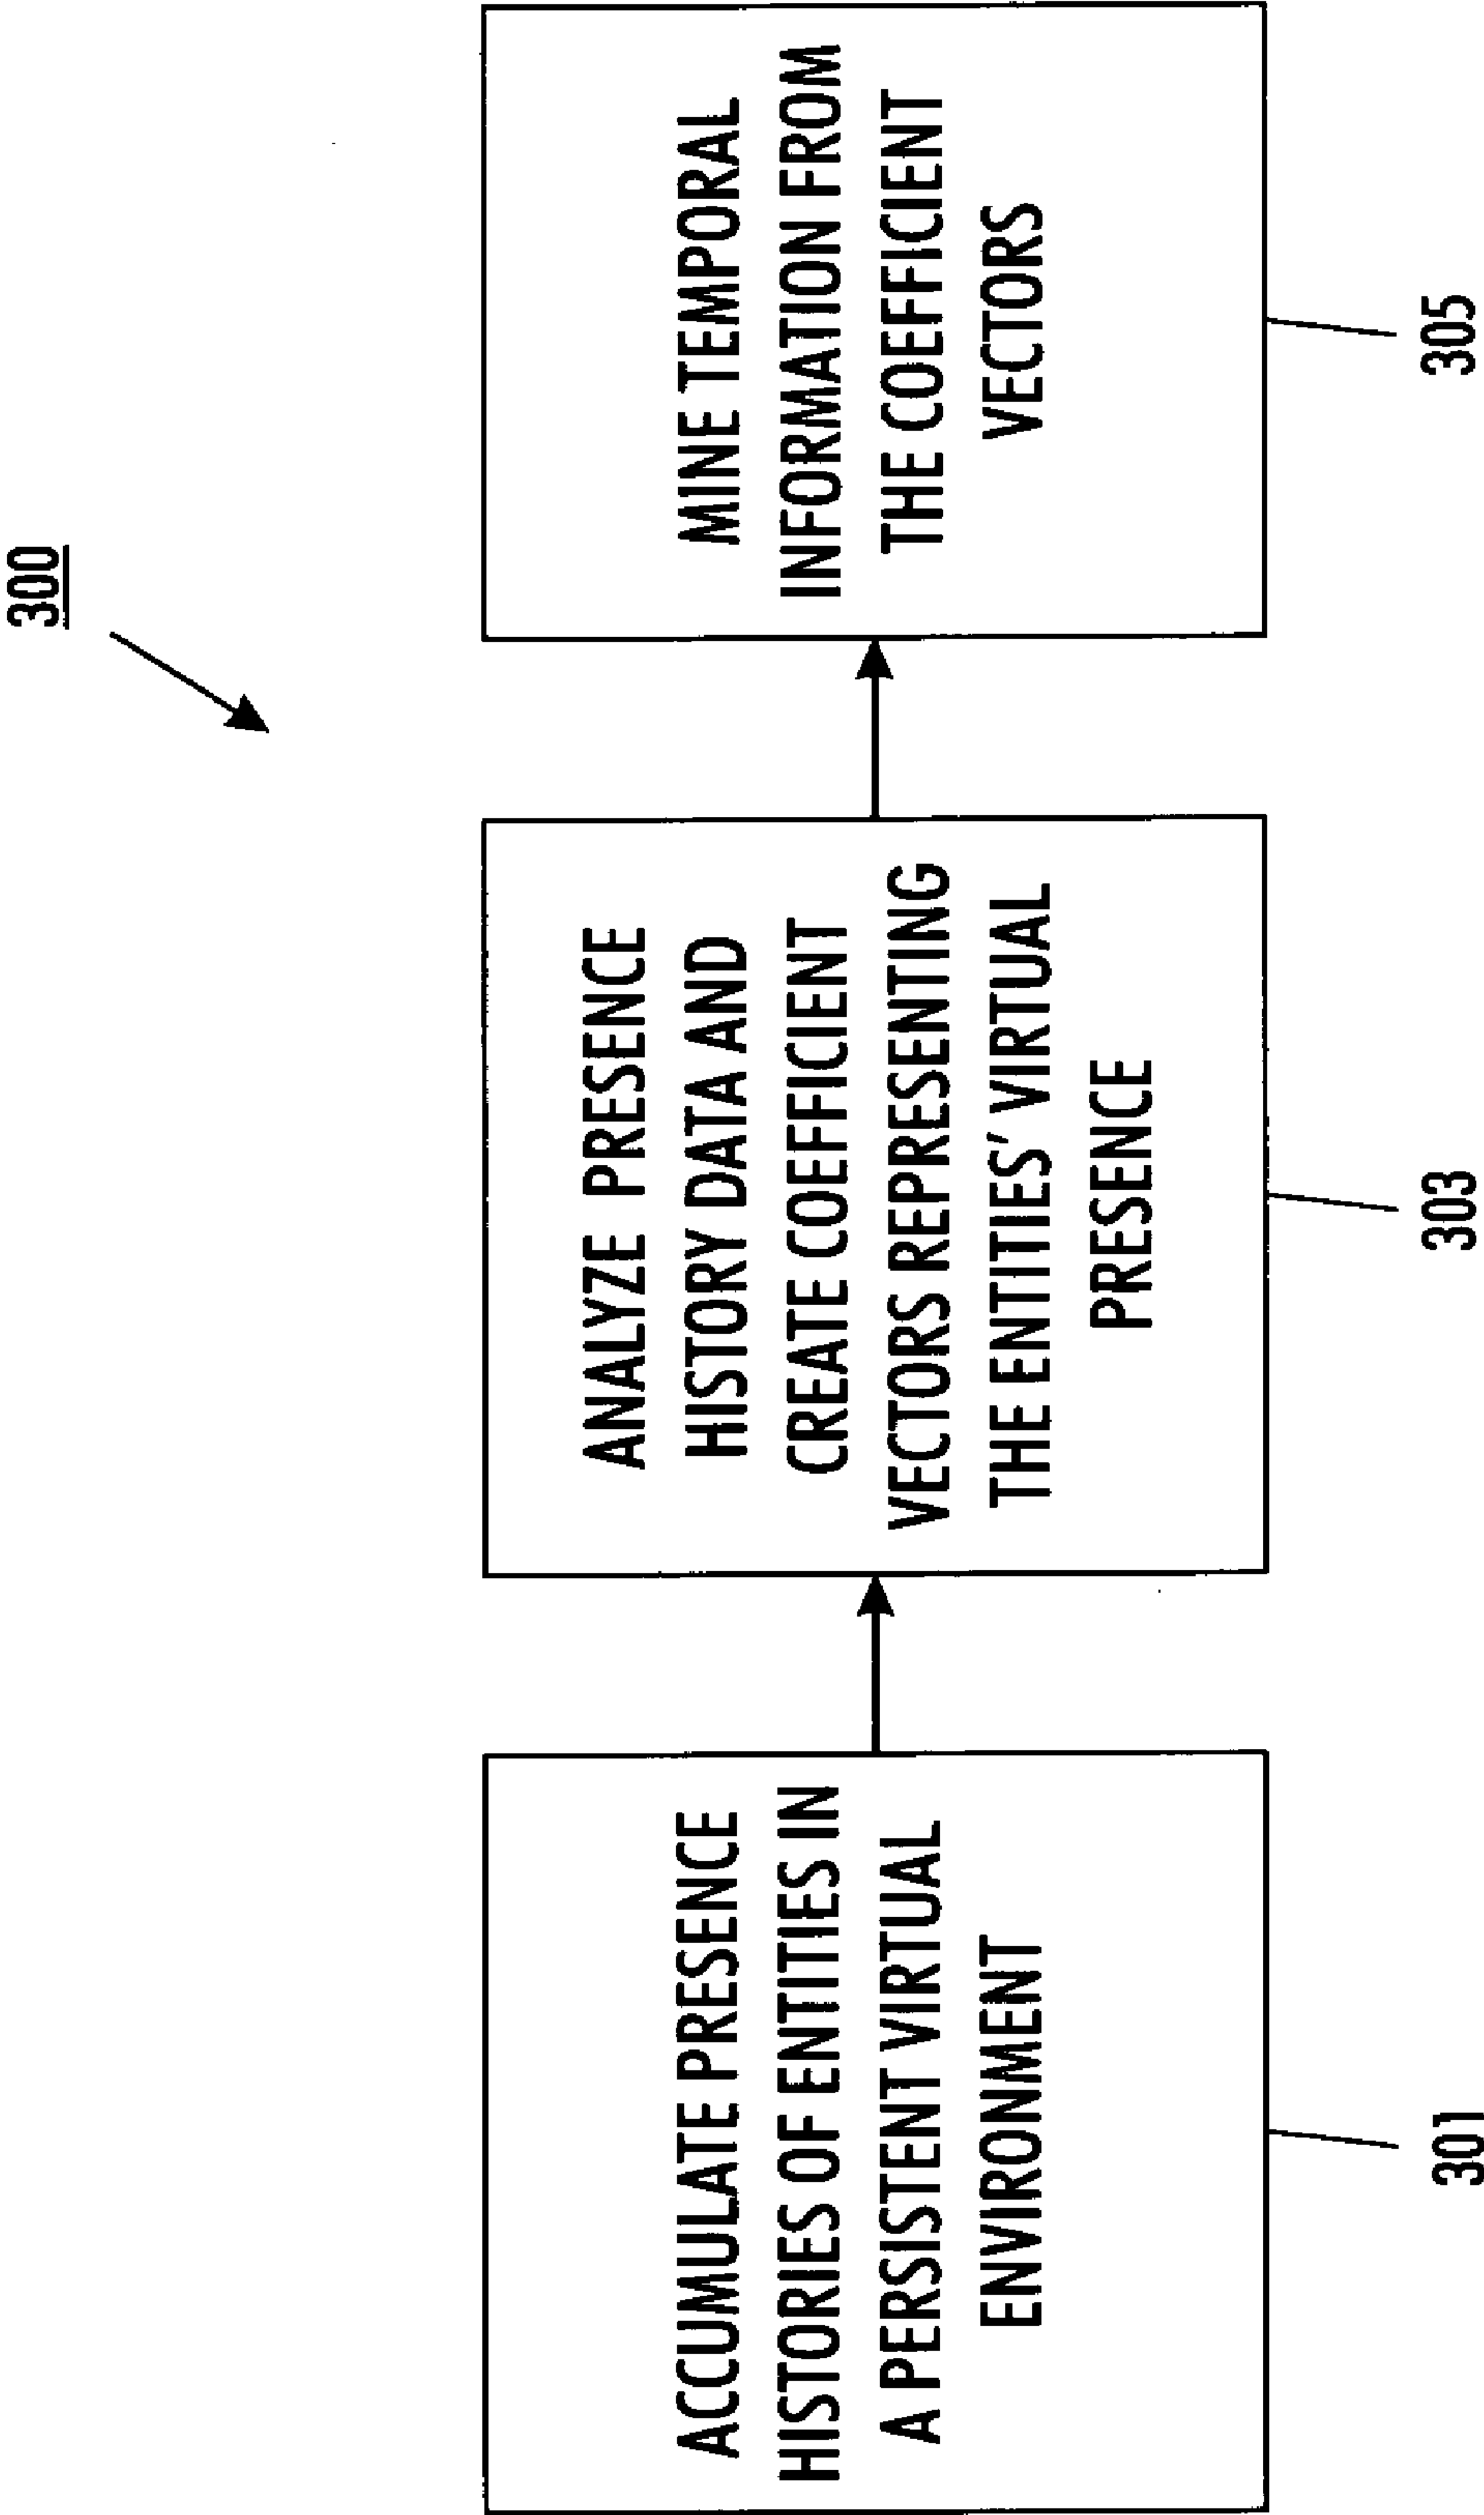 300
ACCUMULATE PRESENCE
HISTORIES OF ENTITIES IN
A PERSISTENT VIRTUAL
ENVIRONMENT
301
ANALYZE PRESENCE
HISTORY DATA AND
CREATE COEFFICIENT
VECTORS REPRESENTING
THE ENTITIES' VIRTUAL
PRESENCE
303
MINE TEMPORAL
INFORMATION FROM
THE COEFFICIENT
VECTORS
305